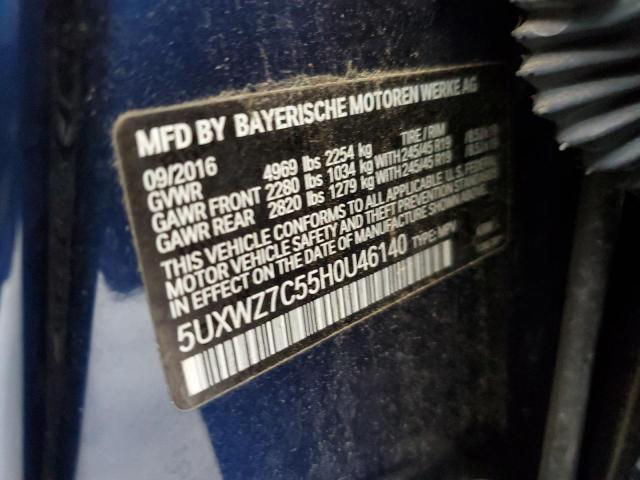 MFD BY BAYERISCHE MOTOREN WERKE AG
09/2016 4969 lbs 2254 kg TIRE / RIM
GVWR
GAWR FRONT 2280 lbs 1034 kg WITH 245/45 R19
GAWR REAR 2820 lbs 1279 kg WITH 245/45 R19
THIS VEHICLE CONFORMS TO ALL APPLICABLE U.S. FEDERAL
MOTOR VEHICLE SAFETY AND THEFT PREVENTION STANDARDS
IN EFFECT ON THE DATE OF MANUFACTURE SHOWN ABOVE.
5UXWZ7C55H0U46140 TYPE: MPV